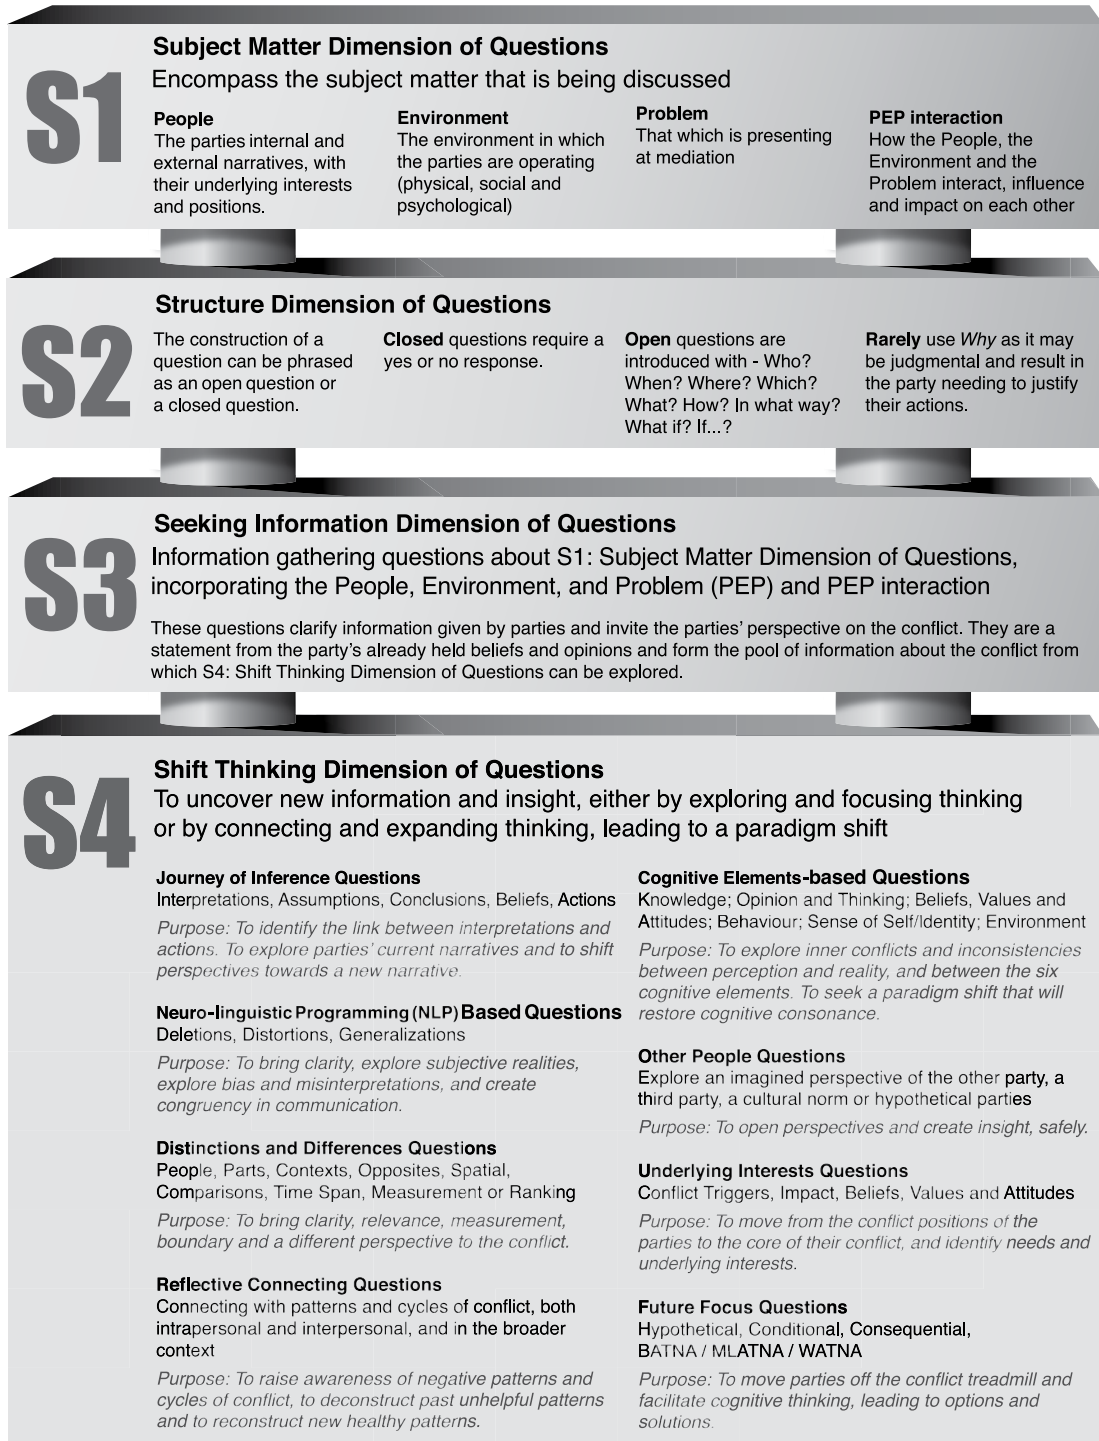 S1
Subject Matter Dimension of Questions
Encompass the subject matter that is being discussed
People
The parties internal and
external narratives, with
their underlying interests
and positions.
Environment
The environment in which
the parties are operating
(physical, social and
psychological)
Problem
That which is presenting
at mediation
PEP interaction
How the People, the
Environment and the
Problem interact, influence
and impact on each other
S2
Structure Dimension of Questions
The construction of a
question can be phrased
as an open question or
a closed question.
Closed questions require a
yes or no response.
Open questions are
introduced with - Who?
When? Where? Which?
What? How? In what way?
What if? If...?
Rarely use Why as it may
be judgmental and result in
the party needing to justify
their actions.
S3
Seeking Information Dimension of Questions
Information gathering questions about S1: Subject Matter Dimension of Questions,
incorporating the People, Environment, and Problem (PEP) and PEP interaction
These questions clarify information given by parties and invite the parties' perspective on the conflict. They are a
statement from the party's already held beliefs and opinions and form the pool of information about the conflict from
which S4: Shift Thinking Dimension of Questions can be explored.
S4
Shift Thinking Dimension of Questions
To uncover new information and insight, either by exploring and focusing thinking
or by connecting and expanding thinking, leading to a paradigm shift
Journey of Inference Questions
Interpretations, Assumptions, Conclusions, Beliefs, Actions
Purpose: To identify the link between interpretations and
actions. To explore parties' current narratives and to shift
perspectives towards a new narrative.
Neuro-linguistic Programming (NLP) Based Questions
Deletions, Distortions, Generalizations
Purpose: To bring clarity, explore subjective realities,
explore bias and misinterpretations, and create
congruency in communication.
Distinctions and Differences Questions
People, Parts, Contexts, Opposites, Spatial,
Comparisons, Time Span, Measurement or Ranking
Purpose: To bring clarity, relevance, measurement,
boundary and a different perspective to the conflict.
Reflective Connecting Questions
Connecting with patterns and cycles of conflict, both
intrapersonal and interpersonal, and in the broader
context
Purpose: To raise awareness of negative patterns and
cycles of conflict, to deconstruct past unhelpful patterns
and to reconstruct new healthy patterns.
Cognitive Elements-based Questions
Knowledge; Opinion and Thinking; Beliefs, Values and
Attitudes; Behaviour; Sense of Self/Identity; Environment
Purpose: To explore inner conflicts and inconsistencies
between perception and reality, and between the six
cognitive elements. To seek a paradigm shift that will
restore cognitive consonance.
Other People Questions
Explore an imagined perspective of the other party, a
third party, a cultural norm or hypothetical parties
Purpose: To open perspectives and create insight, safely.
Underlying Interests Questions
Conflict Triggers, Impact, Beliefs, Values and Attitudes
Purpose: To move from the conflict positions of the
parties to the core of their conflict, and identify needs and
underlying interests.
Future Focus Questions
Hypothetical, Conditional, Consequential,
BATNA / MLATNA / WATNA
Purpose: To move parties off the conflict treadmill and
facilitate cognitive thinking, leading to options and
solutions.